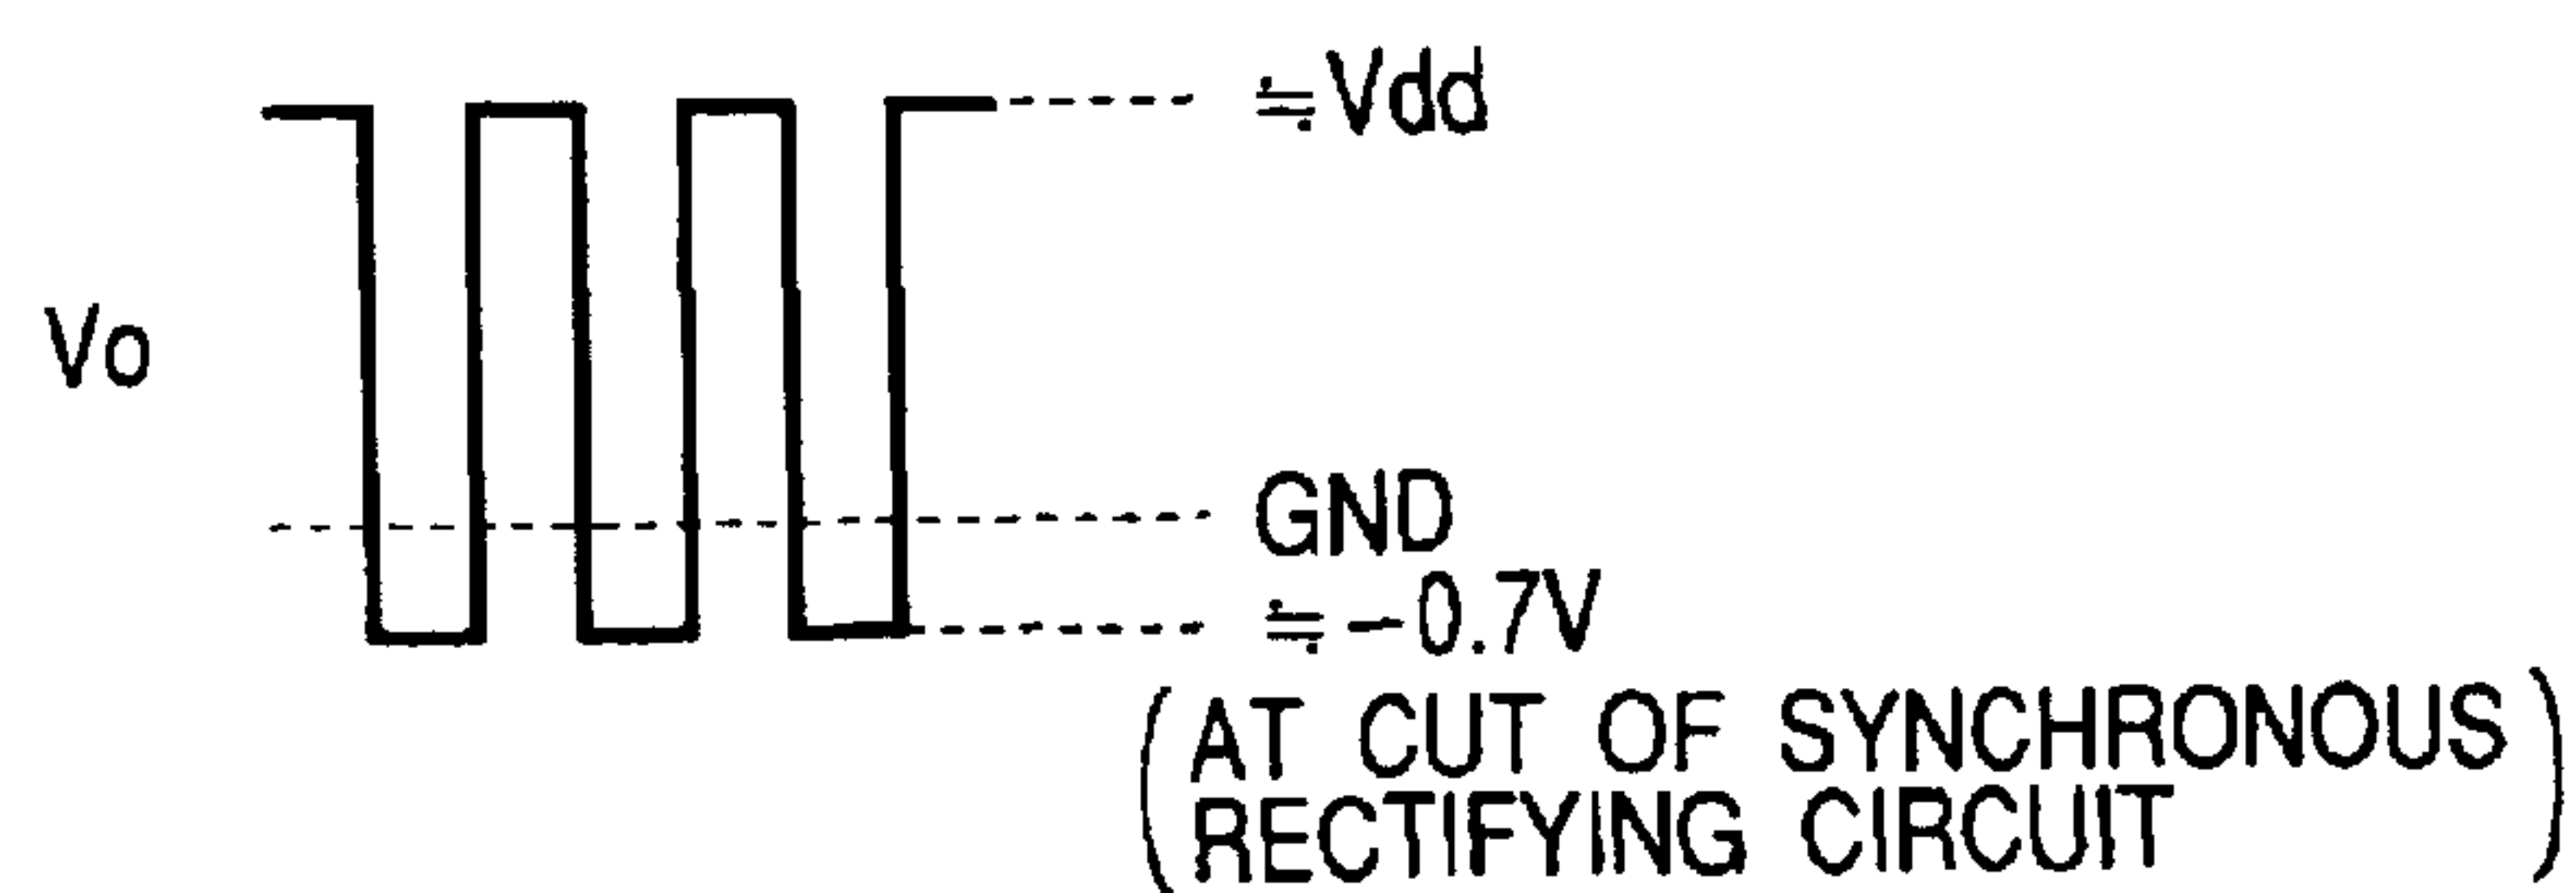 ≒Vdd
Vo
GND
≒−0.7V
(AT CUT OF SYNCHRONOUS
RECTIFYING CIRCUIT)